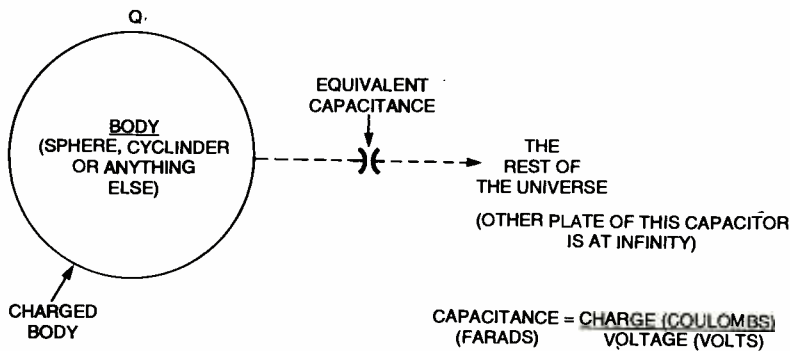 Q
BODY
(SPHERE, CYCLINDER
OR ANYTHING
ELSE)
EQUIVALENT
CAPACITANCE
THE
REST OF
THE UNIVERSE
(OTHER PLATE OF THIS CAPACITOR
IS AT INFINITY)
CHARGED
BODY
CAPACITANCE = CHARGE (COULOMBS)
(FARADS) VOLTAGE (VOLTS)